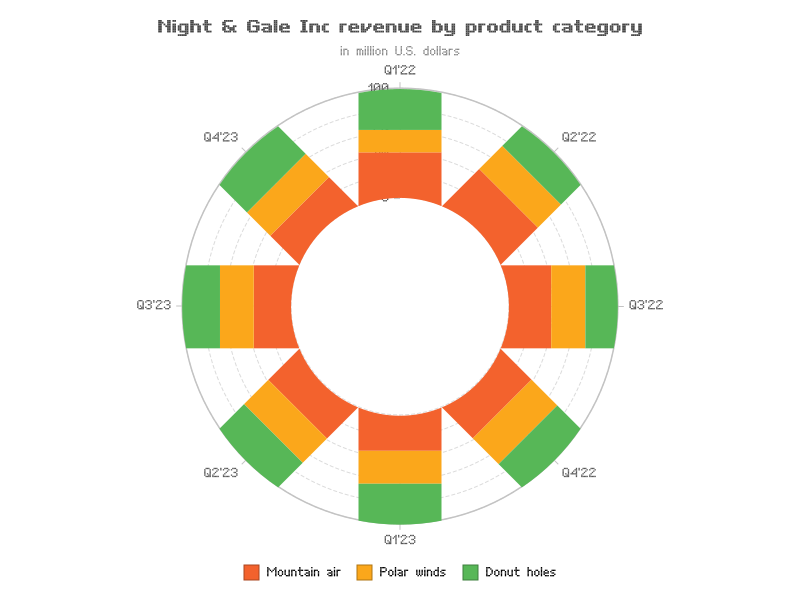 Night & Gale Inc revenue by product category
in million U.S. dollars
Q1'22
100
Q4'23
Q2'22
Q3'23
Q3'22
Q2'23
Q4'22
Q1'23
Mountain air
Polar winds
Donut holes